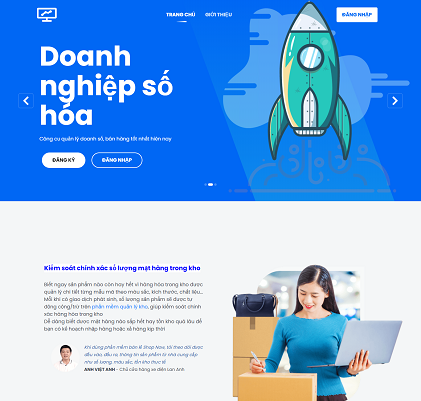 TRANG CHỦ GIỚI THIỆU ĐĂNG NHẬP
Doanh
nghiệp số
hóa
Công cụ quản lý doanh số, bán hàng tốt nhất hiện nay
ĐĂNG KÝ ĐĂNG NHẬP
Kiểm soát chính xác số lượng mặt hàng trong kho
Biết ngay sản phẩm nào còn hay hết vì hàng hóa trong kho được
quản lý chi tiết từng mẫu mã theo màu sắc, kích thước, chất liệu...
Mỗi khi có giao dịch phát sinh, số lượng sản phẩm sẽ được tự
động cộng/trừ trên phần mềm quản lý kho, giúp kiểm soát chính
xác hàng hóa trong kho
Dễ dàng biết được mặt hàng nào sắp hết hay tồn kho quá lâu để
bạn có kế hoạch nhập hàng hoặc xả hàng kịp thời
Khi dùng phần mềm bán lẻ Shop Now, tôi theo dõi được
đầu vào, đầu ra, thông tin sản phẩm từ nhà cung cấp
như số lượng, màu sắc, tồn kho thực tế
ANH VIỆT ANH - Chủ cửa hàng xe điện Lan Anh